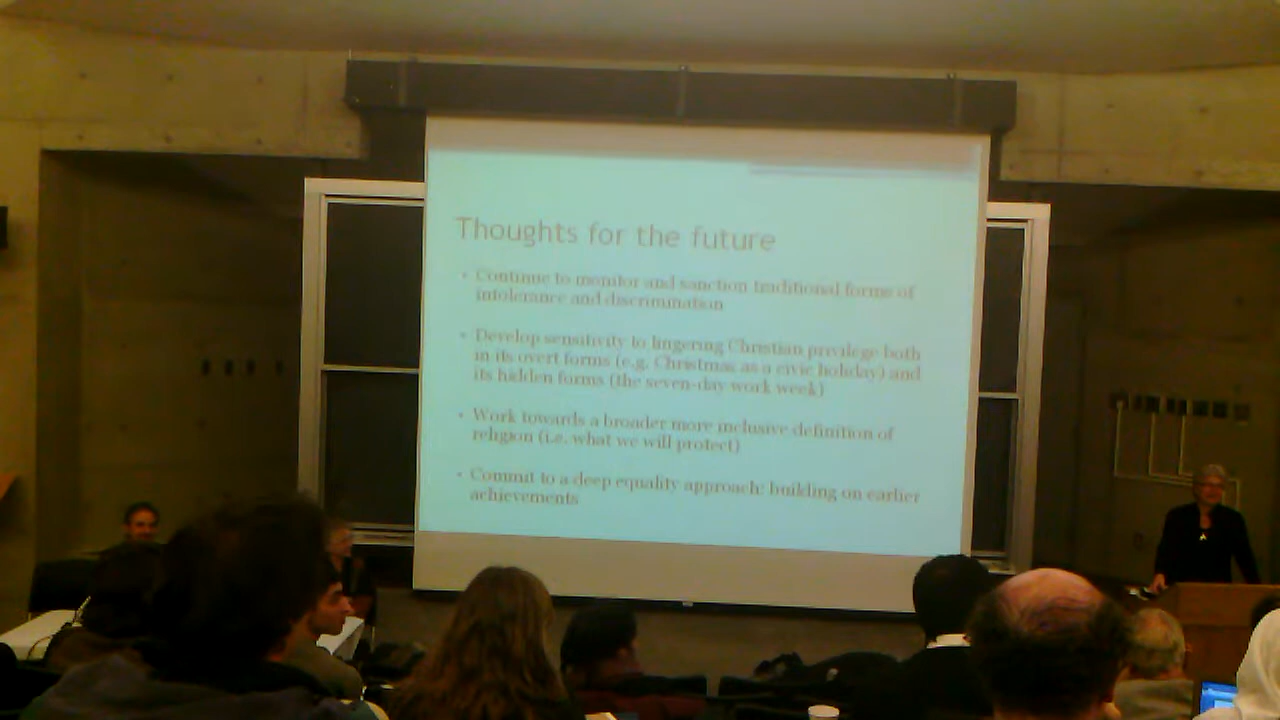 Thoughts for the future
• Continue to monitor and sanction traditional forms of
intolerance and discrimination
• Develop sensitivity to lingering Christian privilege both
in its overt forms (e.g. Christmas as a civic holiday) and
its hidden forms (the seven-day work week)
• Work towards a broader more inclusive definition of
religion (i.e. what we will protect)
• Commit to a deep equality approach: building on earlier
achievements